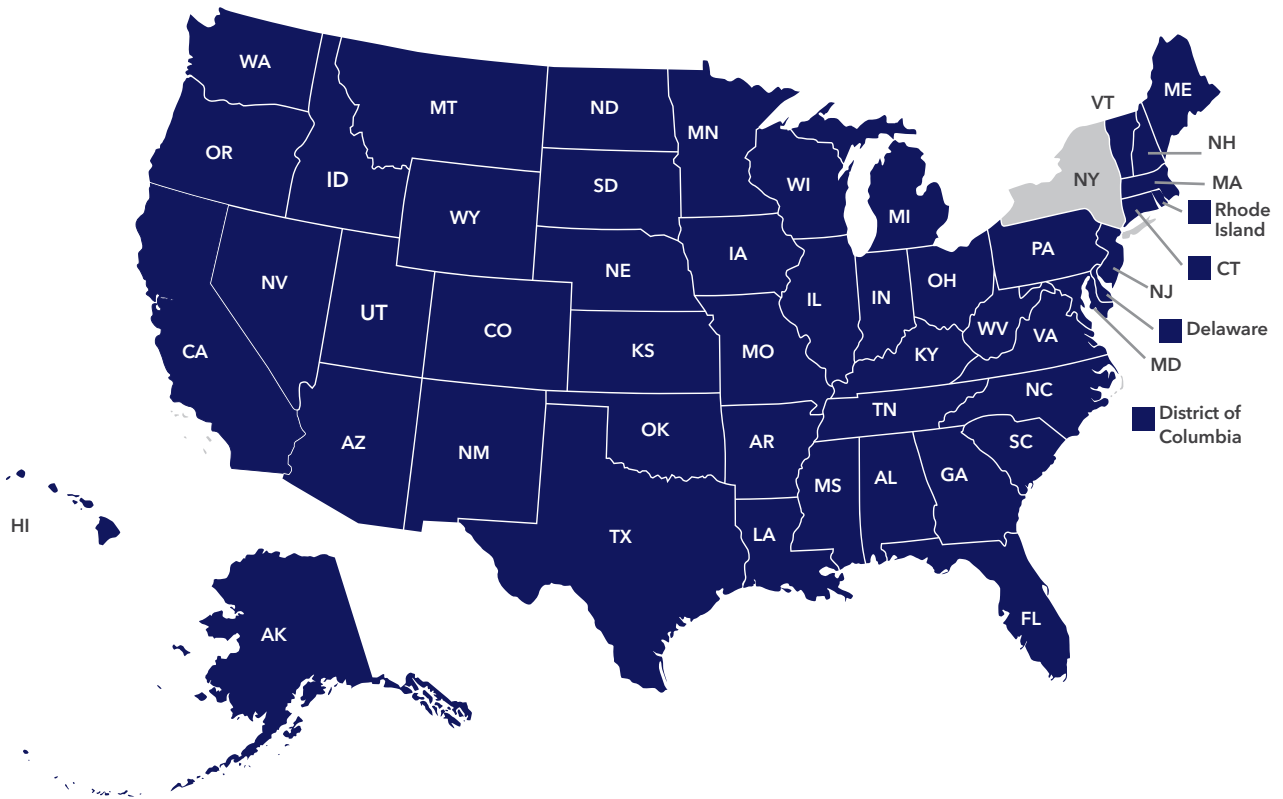 WA
MT
ND
MN
OR
ID
SD
WI
MI
WY
VT
ME
NH
NY
MA
Rhode
Island
CT
PA
NJ
Delaware
MD
IA
NE
NV
UT
CO
IL
IN
OH
WV
VA
CA
KS
MO
KY
NC
District of
Columbia
TN
AZ
NM
OK
AR
SC
MS
AL
GA
HI
TX
LA
AK
FL